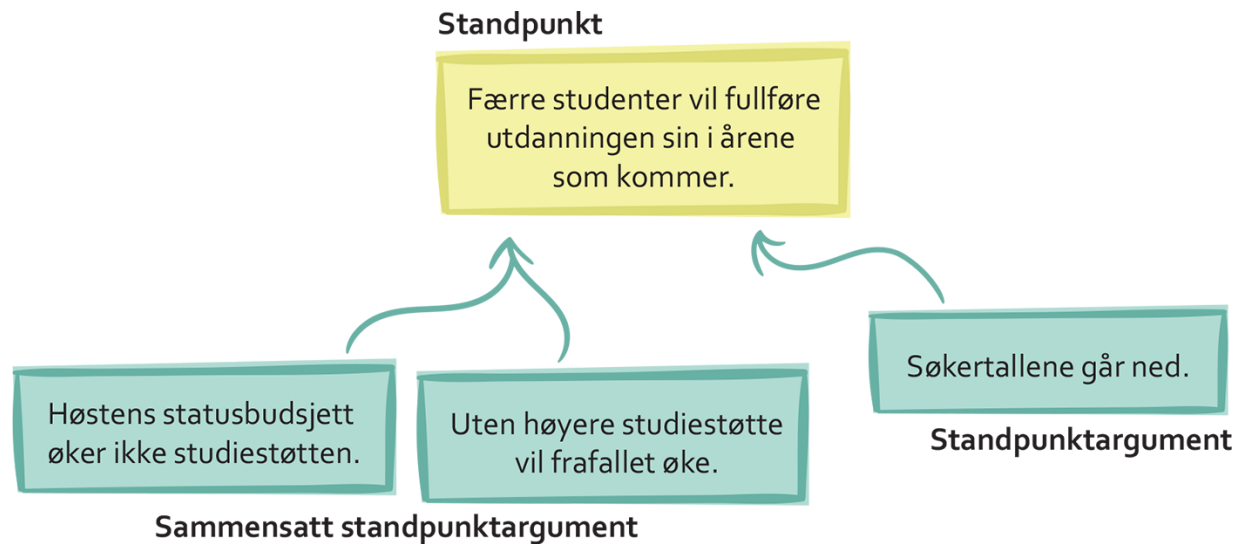 Standpunkt
Færre studenter vil fullføre
utdanningen sin i årene
som kommer.
Høstens statusbudsjett
øker ikke studiestøtten.
Uten høyere studiestøtte
vil frafallet øke.
Sammensatt standpunktargument
Søkertallene går ned.
Standpunktargument